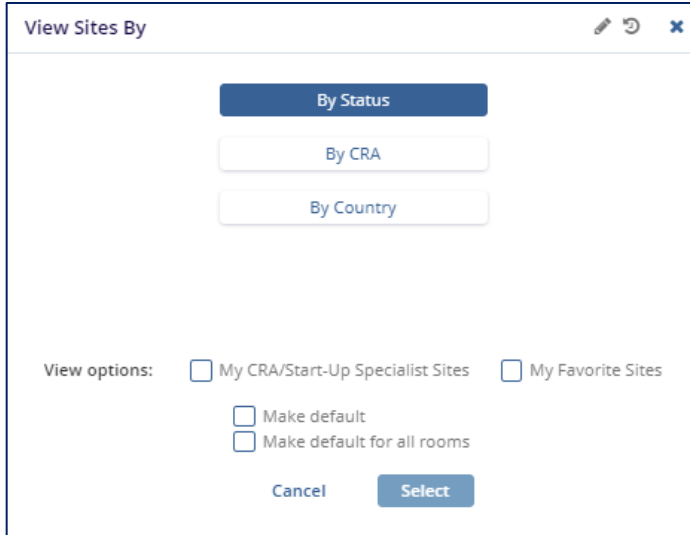 View Sites By
By Status
By CRA
By Country
View options: My CRA/Start-Up Specialist Sites My Favorite Sites
Make default
Make default for all rooms
Cancel Select